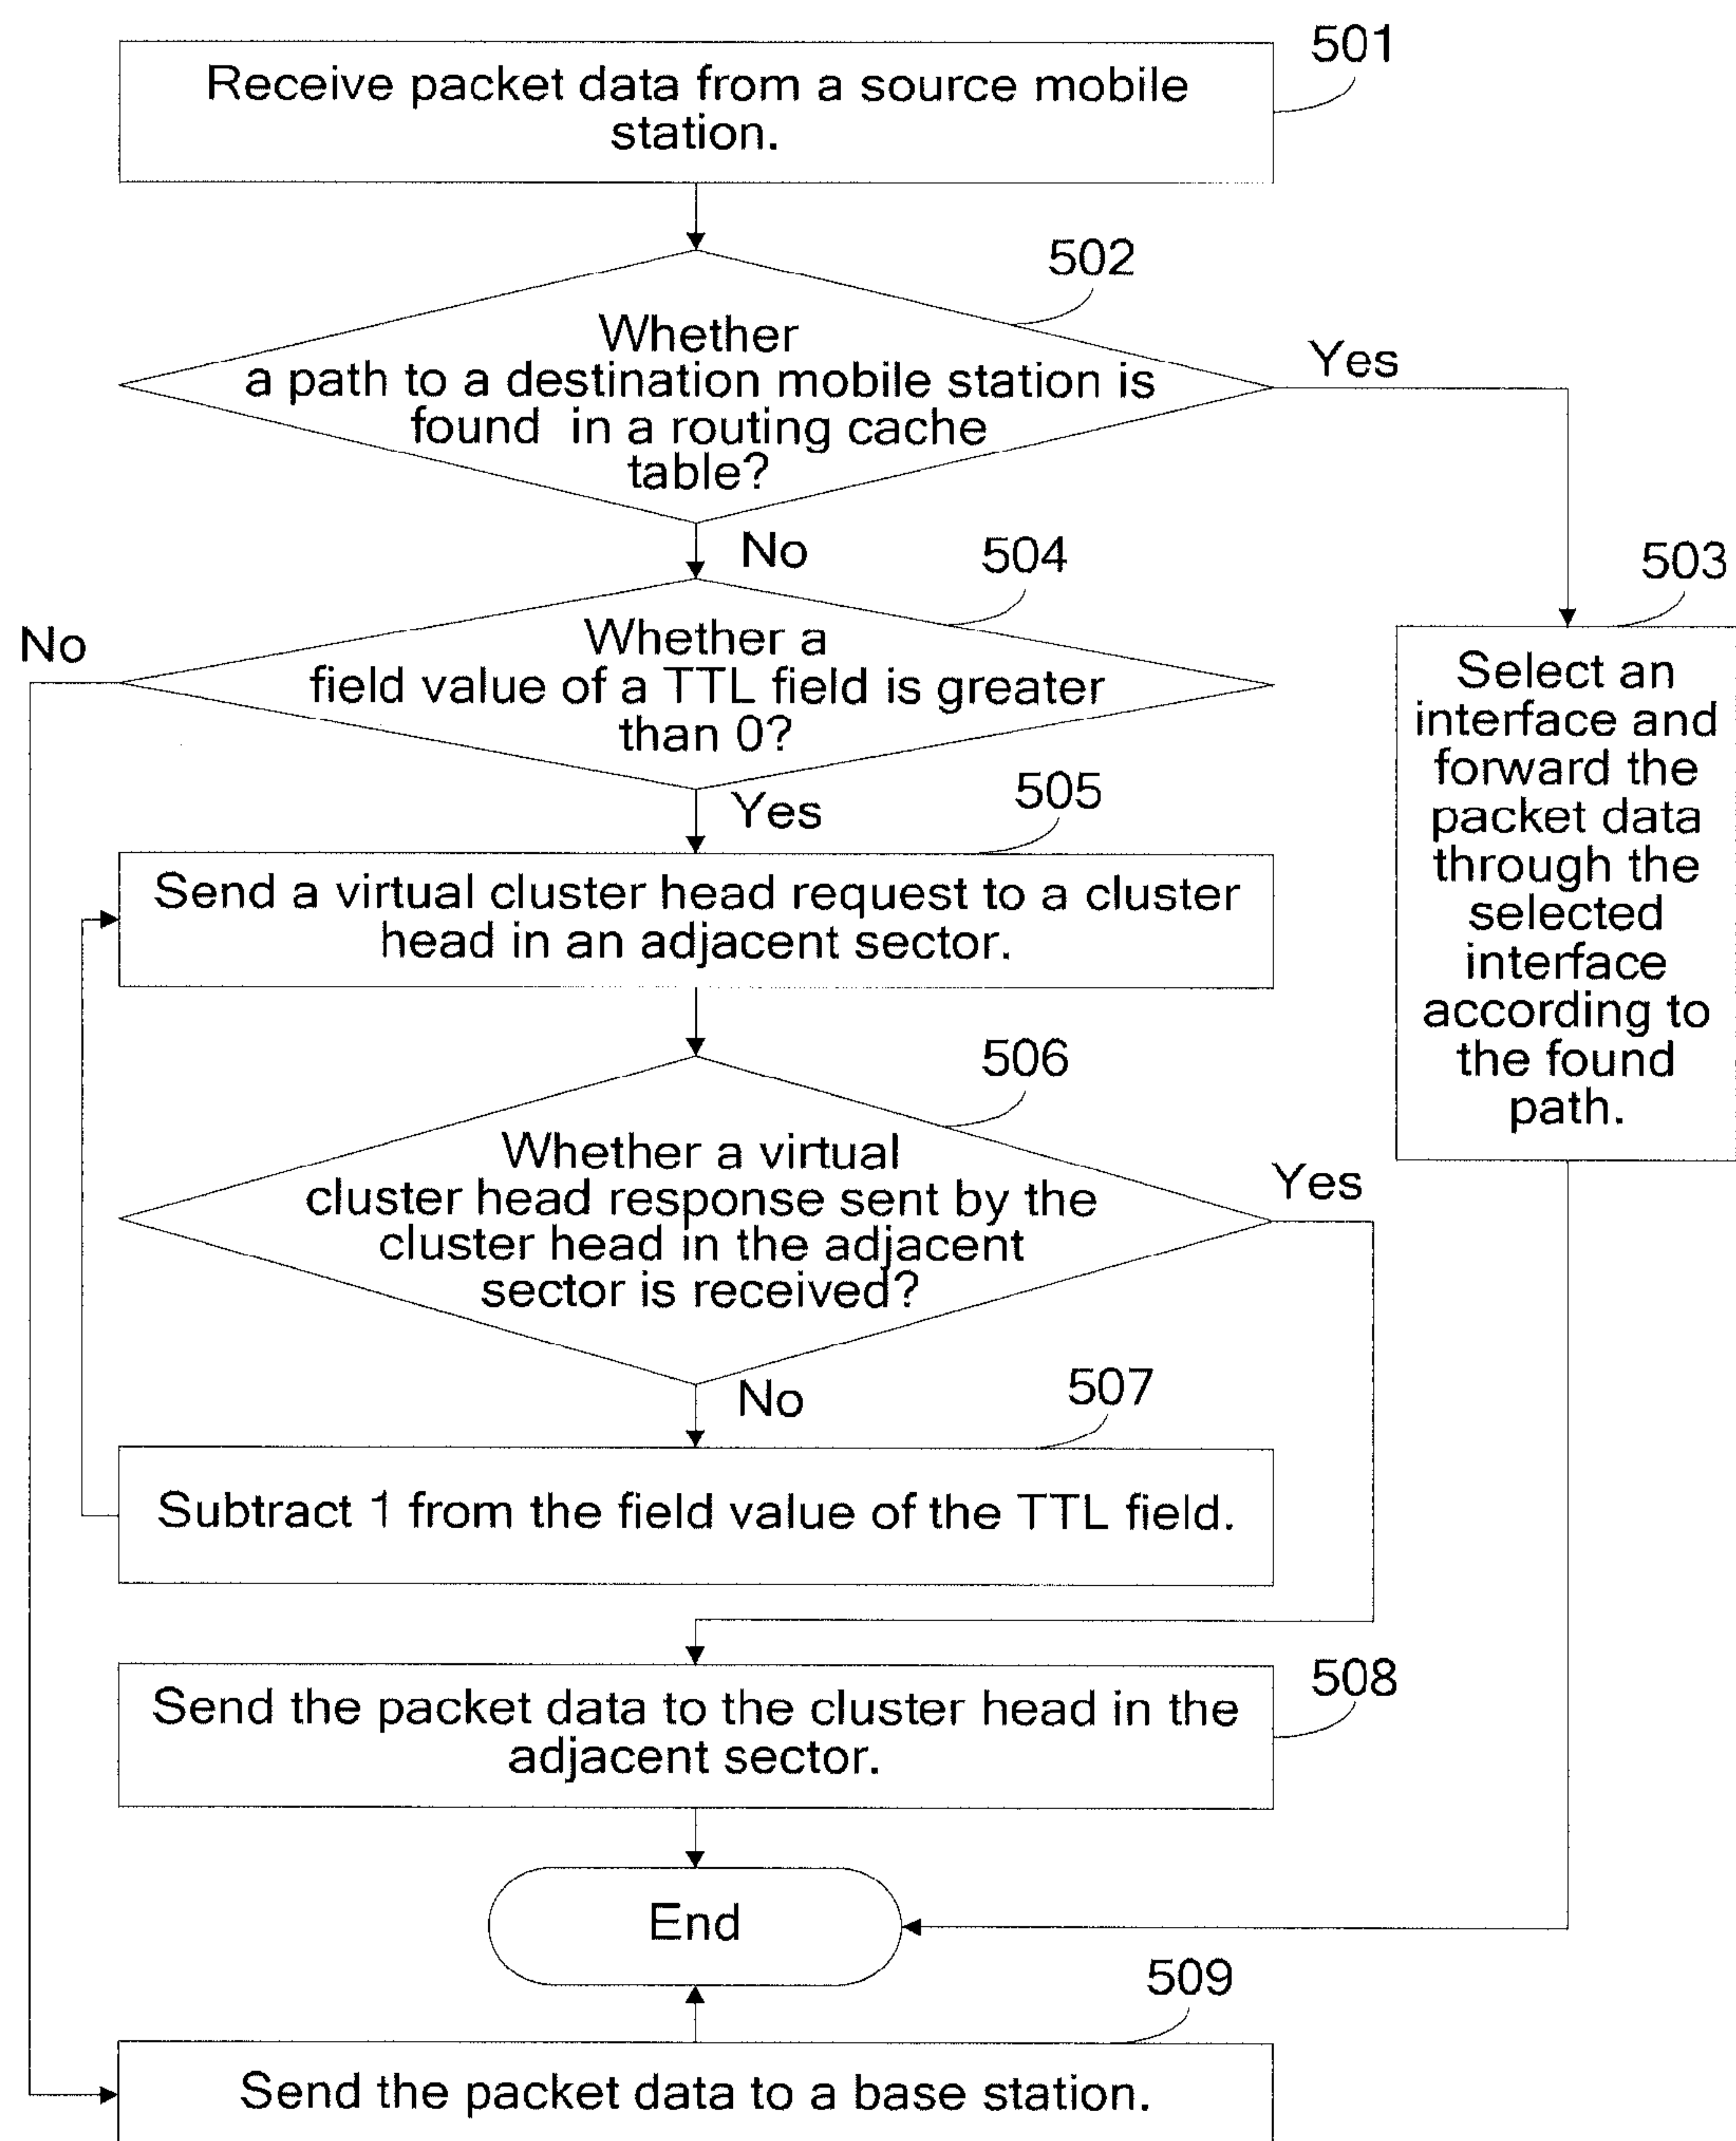 501
Receive packet data from a source mobile
station.
502
Whether
a path to a destination mobile station is
found in a routing cache
table?
Yes
No
504
503
No
Whether a
field value of a TTL field is greater
than 0?
Select an
interface and
forward the
packet data
through the
selected
interface
according to
the found
path.
Yes
505
Send a virtual cluster head request to a cluster
head in an adjacent sector.
506
Whether a virtual
cluster head response sent by the
cluster head in the adjacent
sector is received?
Yes
No
507
Subtract 1 from the field value of the TTL field.
508
Send the packet data to the cluster head in the
adjacent sector.
End
509
Send the packet data to a base station.